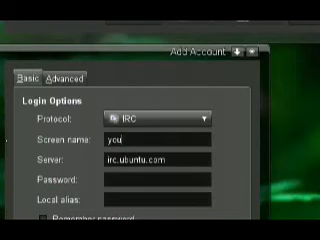 Add Account
Basic Advanced
Login Options
Protocol: IRC
Screen name: you
Server: irc.ubuntu.com
Password:
Local alias:
Remember password